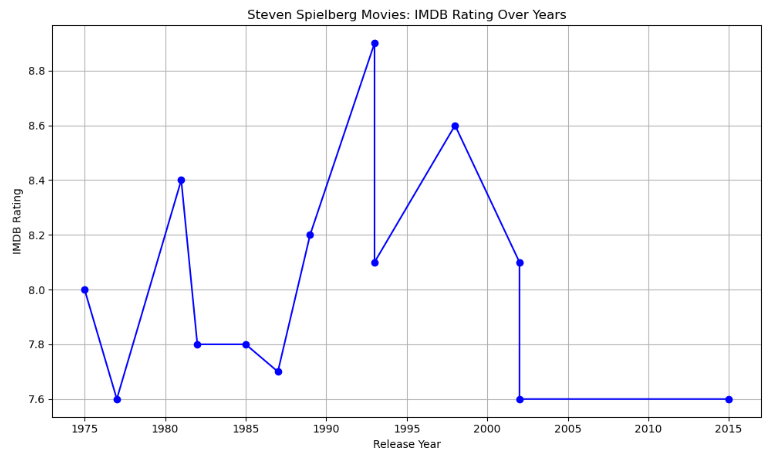 Steven Spielberg Movies: IMDB Rating Over Years
8.8
8.6
8.4
8.2
8.0
7.8
7.6
IMDB Rating
1975 1980 1985 1990 1995 2000 2005 2010 2015
Release Year